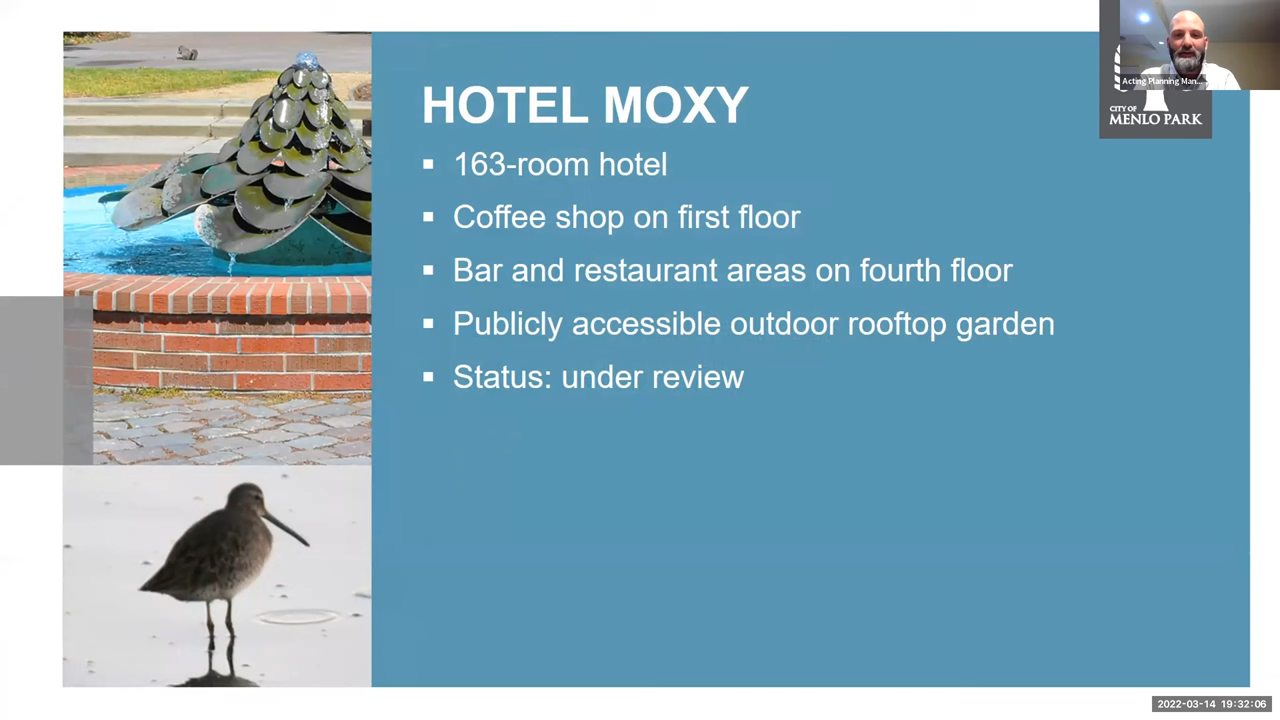 HOTEL MOXY
▪ 163-room hotel
▪ Coffee shop on first floor
▪ Bar and restaurant areas on fourth floor
▪ Publicly accessible outdoor rooftop garden
▪ Status: under review
Acting Planning Man...
CITY OF
MENLO PARK
2022-03-14 19:32:06